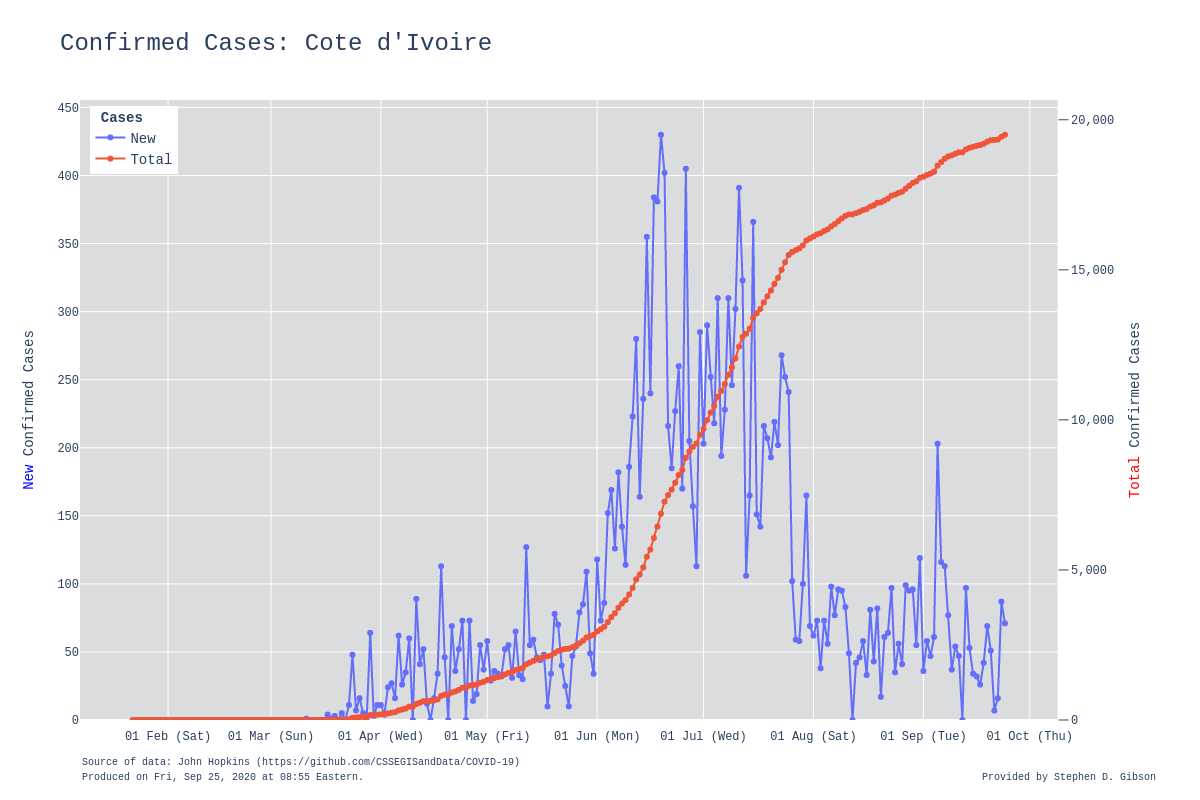 Confirmed Cases: Cote d'Ivoire
Cases
New
Total
450
400
350
300
250
200
150
100
50
0
20,000
15,000
10,000
5,000
0
New Confirmed Cases
Total Confirmed Cases
01 Feb (Sat) 01 Mar (Sun) 01 Apr (Wed) 01 May (Fri) 01 Jun (Mon) 01 Jul (Wed) 01 Aug (Sat) 01 Sep (Tue) 01 Oct (Thu)
Source of data: John Hopkins (https://github.com/CSSEGISandData/COVID-19)
Produced on Fri, Sep 25, 2020 at 08:55 Eastern.
Provided by Stephen D. Gibson